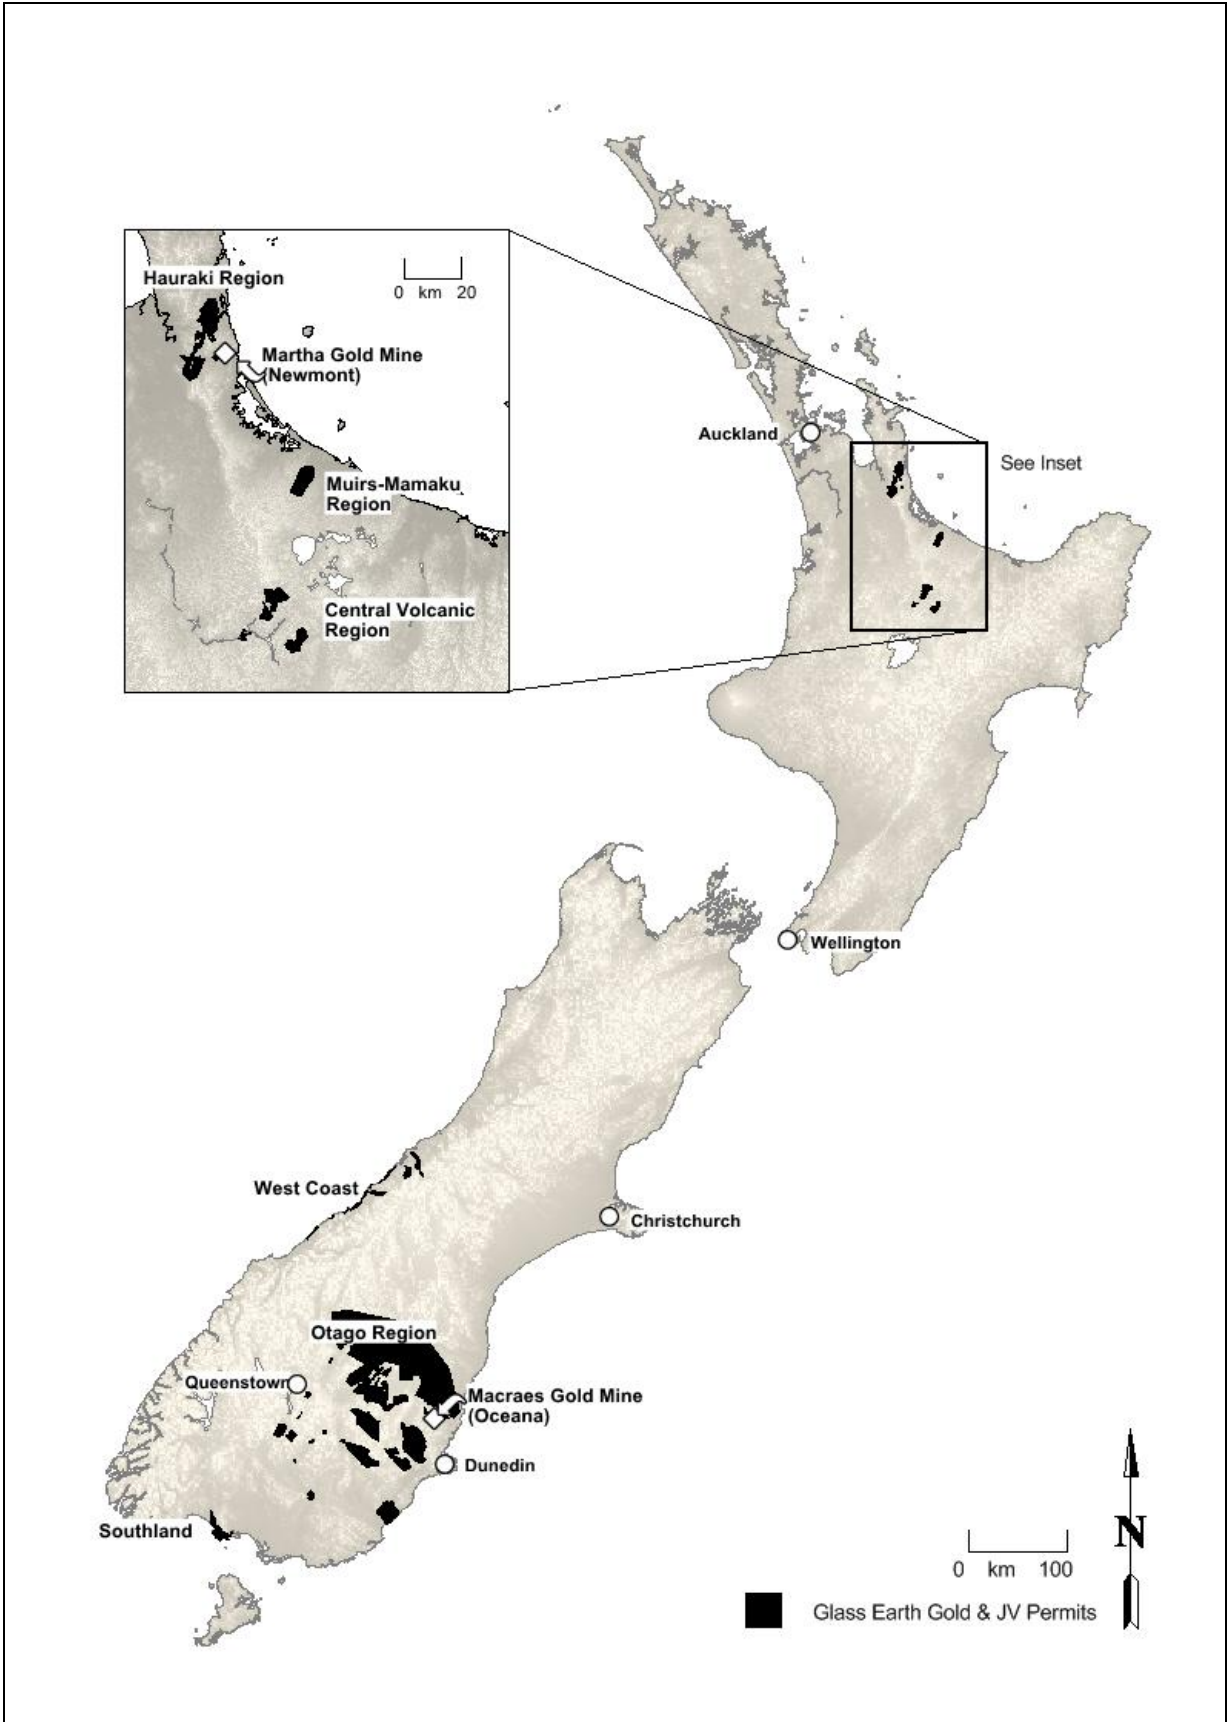 Hauraki Region
0 km 20
Martha Gold Mine
(Newmont)
Muirs-Mamaku
Region
Central Volcanic
Region
Auckland
See Inset
Wellington
West Coast
Christchurch
Otago Region
Queenstown
Macraes Gold Mine
(Oceana)
Dunedin
Southland
0 km 100
N
Glass Earth Gold & JV Permits